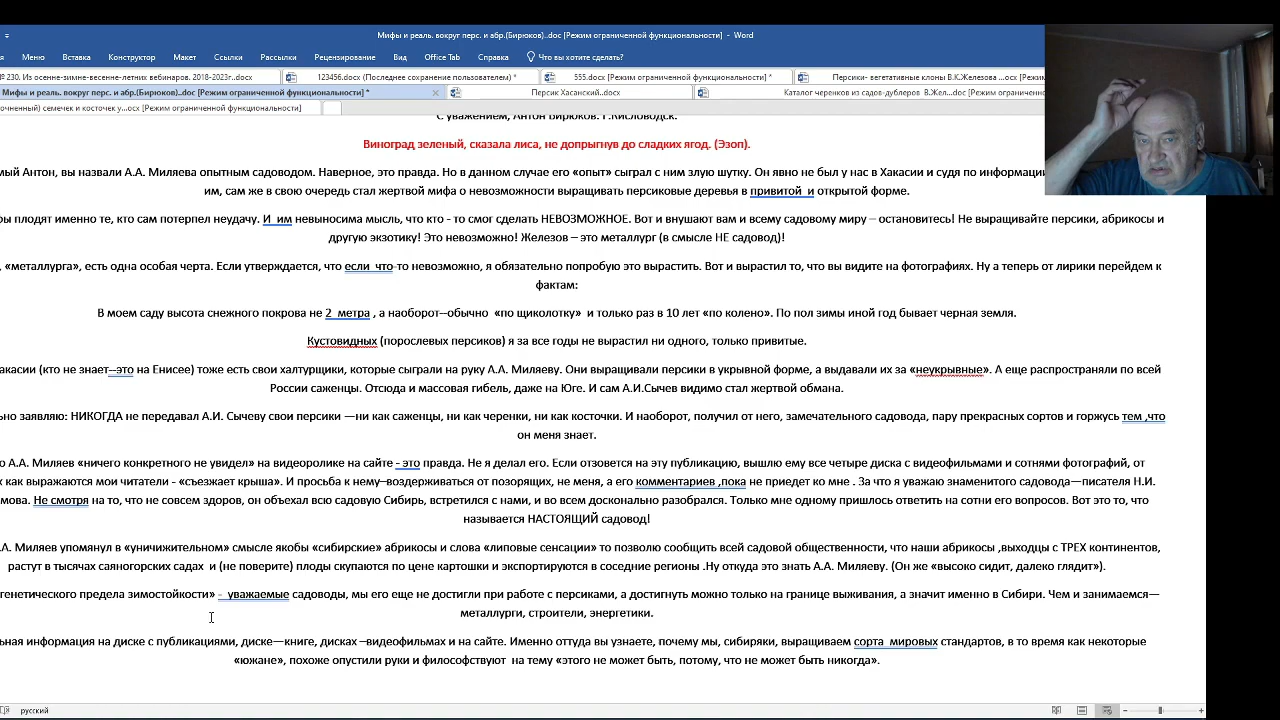 Мифы и реаль. вокруг перс. и абр.(Бирюков)..doc [Режим ограниченной функциональности] - Word
Меню Вставка Конструктор Макет Ссылки Рассылки Рецензирование Вид Office Tab Справка Что вы хотите сделать?
№ 230. Из осенне-зимне-весенне-летних вебинаров. 2018-2023г..docx 123456.docx (Последнее сохранение пользователем) * 555.docx [Режим ограниченной функциональности] * Персики- вегетативные клоны В.К.Железова ...ocx [Режим ограниченной
Мифы и реаль. вокруг перс. и абр.(Бирюков)..doc [Режим ограниченной функциональности] * Персик Хасанский..docx Каталог черенков из садов-дублеров В.Жел...doc [Режим ограниченной функциональности]
очненный) семечек и косточек у...ocx [Режим ограниченной функциональности]
С уважением, Антон Бирюков. Г.Кисловодск.
Виноград зеленый, сказала лиса, не допрыгнув до сладких ягод. (Эзоп).
мый Антон, вы назвали А.А. Миляева опытным садоводом. Наверное, это правда. Но в данном случае его «опыт» сыграл с ним злую шутку. Он явно не был у нас в Хакасии и судя по информации
им, сам же в свою очередь стал жертвой мифа о невозможности выращивать персиковые деревья в привитой и открытой форме.
фы плодят именно те, кто сам потерпел неудачу. И им невыносима мысль, что кто - то смог сделать НЕВОЗМОЖНОЕ. Вот и внушают вам и всему садовому миру – остановитесь! Не выращивайте персики, абрикосы и
другую экзотику! Это невозможно! Железов – это металлург (в смысле НЕ садовод)!
, «металлурга», есть одна особая черта. Если утверждается, что если что-то невозможно, я обязательно попробую это вырастить. Вот и вырастил то, что вы видите на фотографиях. Ну а теперь от лирики перейдем к
фактам:
В моем саду высота снежного покрова не 2 метра , а наоборот--обычно «по щиколотку» и только раз в 10 лет «по колено». По пол зимы иной год бывает черная земля.
Кустовидных (порослевых персиков) я за все годы не вырастил ни одного, только привитые.
акасии (кто не знает--это на Енисее) тоже есть свои халтурщики, которые сыграли на руку А.А. Миляеву. Они выращивали персики в укрывной форме, а выдавали их за «неукрывные». А еще распространяли по всей
России саженцы. Отсюда и массовая гибель, даже на Юге. И сам А.И.Сычев видимо стал жертвой обмана.
ьно заявляю: НИКОГДА не передавал А.И. Сычеву свои персики —ни как саженцы, ни как черенки, ни как косточки. И наоборот, получил от него, замечательного садовода, пару прекрасных сортов и горжусь тем ,что
он меня знает.
о А.А. Миляев «ничего конкретного не увидел» на видеоролике на сайте - это правда. Не я делал его. Если отзовется на эту публикацию, вышлю ему все четыре диска с видеофильмами и сотнями фотографий, от
х как выражаются мои читатели - «съезжает крыша». И просьба к нему–воздерживаться от позорящих, не меня, а его комментариев ,пока не приедет ко мне . За что я уважаю знаменитого садовода—писателя Н.И.
мова. Не смотря на то, что не совсем здоров, он объехал всю садовую Сибирь, встретился с нами, и во всем досконально разобрался. Только мне одному пришлось ответить на сотни его вопросов. Вот это то, что
называется НАСТОЯЩИЙ садовод!
.А. Миляев упомянул в «уничижительном» смысле якобы «сибирские» абрикосы и слова «липовые сенсации» то позволю сообщить всей садовой общественности, что наши абрикосы ,выходцы с ТРЕХ континентов,
растут в тысячах саяногорских садах и (не поверите) плоды скупаются по цене картошки и экспортируются в соседние регионы .Ну откуда это знать А.А. Миляеву. (Он же «высоко сидит, далеко глядит»).
генетического предела зимостойкости» - уважаемые садоводы, мы его еще не достигли при работе с персиками, а достигнуть можно только на границе выживания, а значит именно в Сибири. Чем и занимаемся—
металлурги, строители, энергетики.
льная информация на диске с публикациями, диске—книге, дисках –видеофильмах и на сайте. Именно оттуда вы узнаете, почему мы, сибиряки, выращиваем сорта мировых стандартов, в то время как некоторые
«южане», похоже опустили руки и философствуют на тему «этого не может быть, потому, что не может быть никогда».
русский